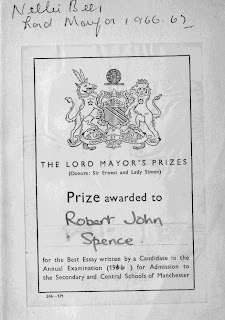 Nellie Beer
Lord Mayor 1966.67
THE LORD MAYOR'S PRIZES
(Donors: Sir Ernest and Lady Simon)
Prize awarded to
Robert John
Spence.
for the Best Essay written by a Candidate in the
Annual Examination (1966) for Admission to
the Secondary and Central Schools of Manchester